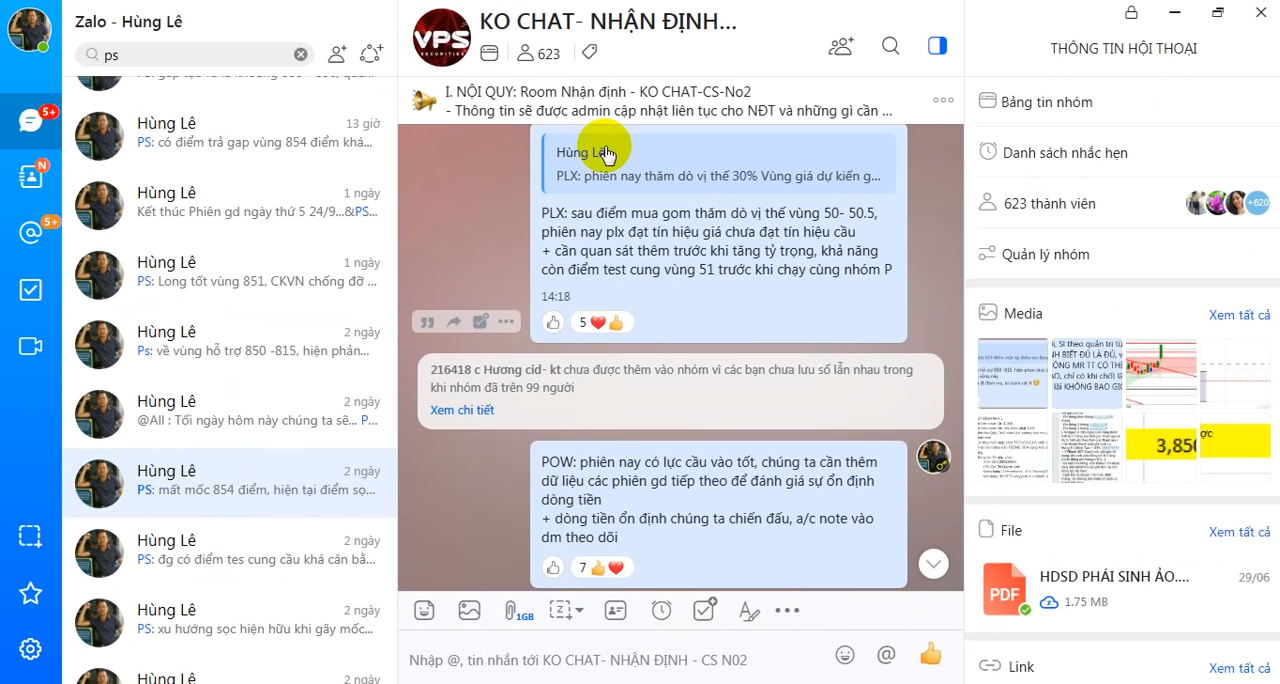 Zalo - Hùng Lê
ps
5+
N
5+
Hùng Lê
13 giờ
PS: có điểm trả gap vùng 854 điểm khá...
Hùng Lê
1 ngày
Kết thúc Phiên gd ngày thứ 5 24/9...&PS...
Hùng Lê
1 ngày
PS: Long tốt vùng 851, CKVN chống đỡ ...
Hùng Lê
2 ngày
Ps: về vùng hỗ trợ 850 -815, hiện phản...
Hùng Lê
2 ngày
@All : Tối ngày hôm này chúng ta sẽ... P...
Hùng Lê
2 ngày
PS: mất mốc 854 điểm, hiện tại điểm sọ...
Hùng Lê
2 ngày
PS: đg có điểm tes cung cầu khá cân bằ...
Hùng Lê
2 ngày
PS: xu hướng sọc hiện hữu khi gãy mốc...
Hùng Lê
2 ngày
VPS
SECURITIES
KO CHAT- NHẬN ĐỊNH...
623
I. NỘI QUY: Room Nhận định - KO CHAT-CS-No2
- Thông tin sẽ được admin cập nhật liên tục cho NĐT và những gì cần ...
Hùng Lê
PLX: phiên nay thăm dò vị thế 30% Vùng giá dự kiến g...
PLX: sau điểm mua gom thăm dò vị thế vùng 50- 50.5,
phiên nay plx đạt tín hiệu giá chưa đạt tín hiệu cầu
+ cần quan sát thêm trước khi tăng tỷ trọng, khả năng
còn điểm test cung vùng 51 trước khi chạy cùng nhóm P
14:18
5
216418 c Hương cid- kt chưa được thêm vào nhóm vì các bạn chưa lưu số lẫn nhau trong
khi nhóm đã trên 99 người
Xem chi tiết
POW: phiên nay có lực cầu vào tốt, chúng ta cần thêm
dữ liệu các phiên gd tiếp theo để đánh giá sự ổn định
dòng tiền
+ dòng tiền ổn định chúng ta chiến đấu, a/c note vào
dm theo dõi
7
1GB
Nhập @, tin nhắn tới KO CHAT- NHẬN ĐỊNH - CS N02
THÔNG TIN HỘI THOẠI
Bảng tin nhóm
Danh sách nhắc hẹn
623 thành viên
+620
Quản lý nhóm
Media
Xem tất cả
3,850
ợc
File
Xem tất cả
PDF
HDSD PHÁI SINH ẢO....
29/06
1.75 MB
Link
Xem tất cả